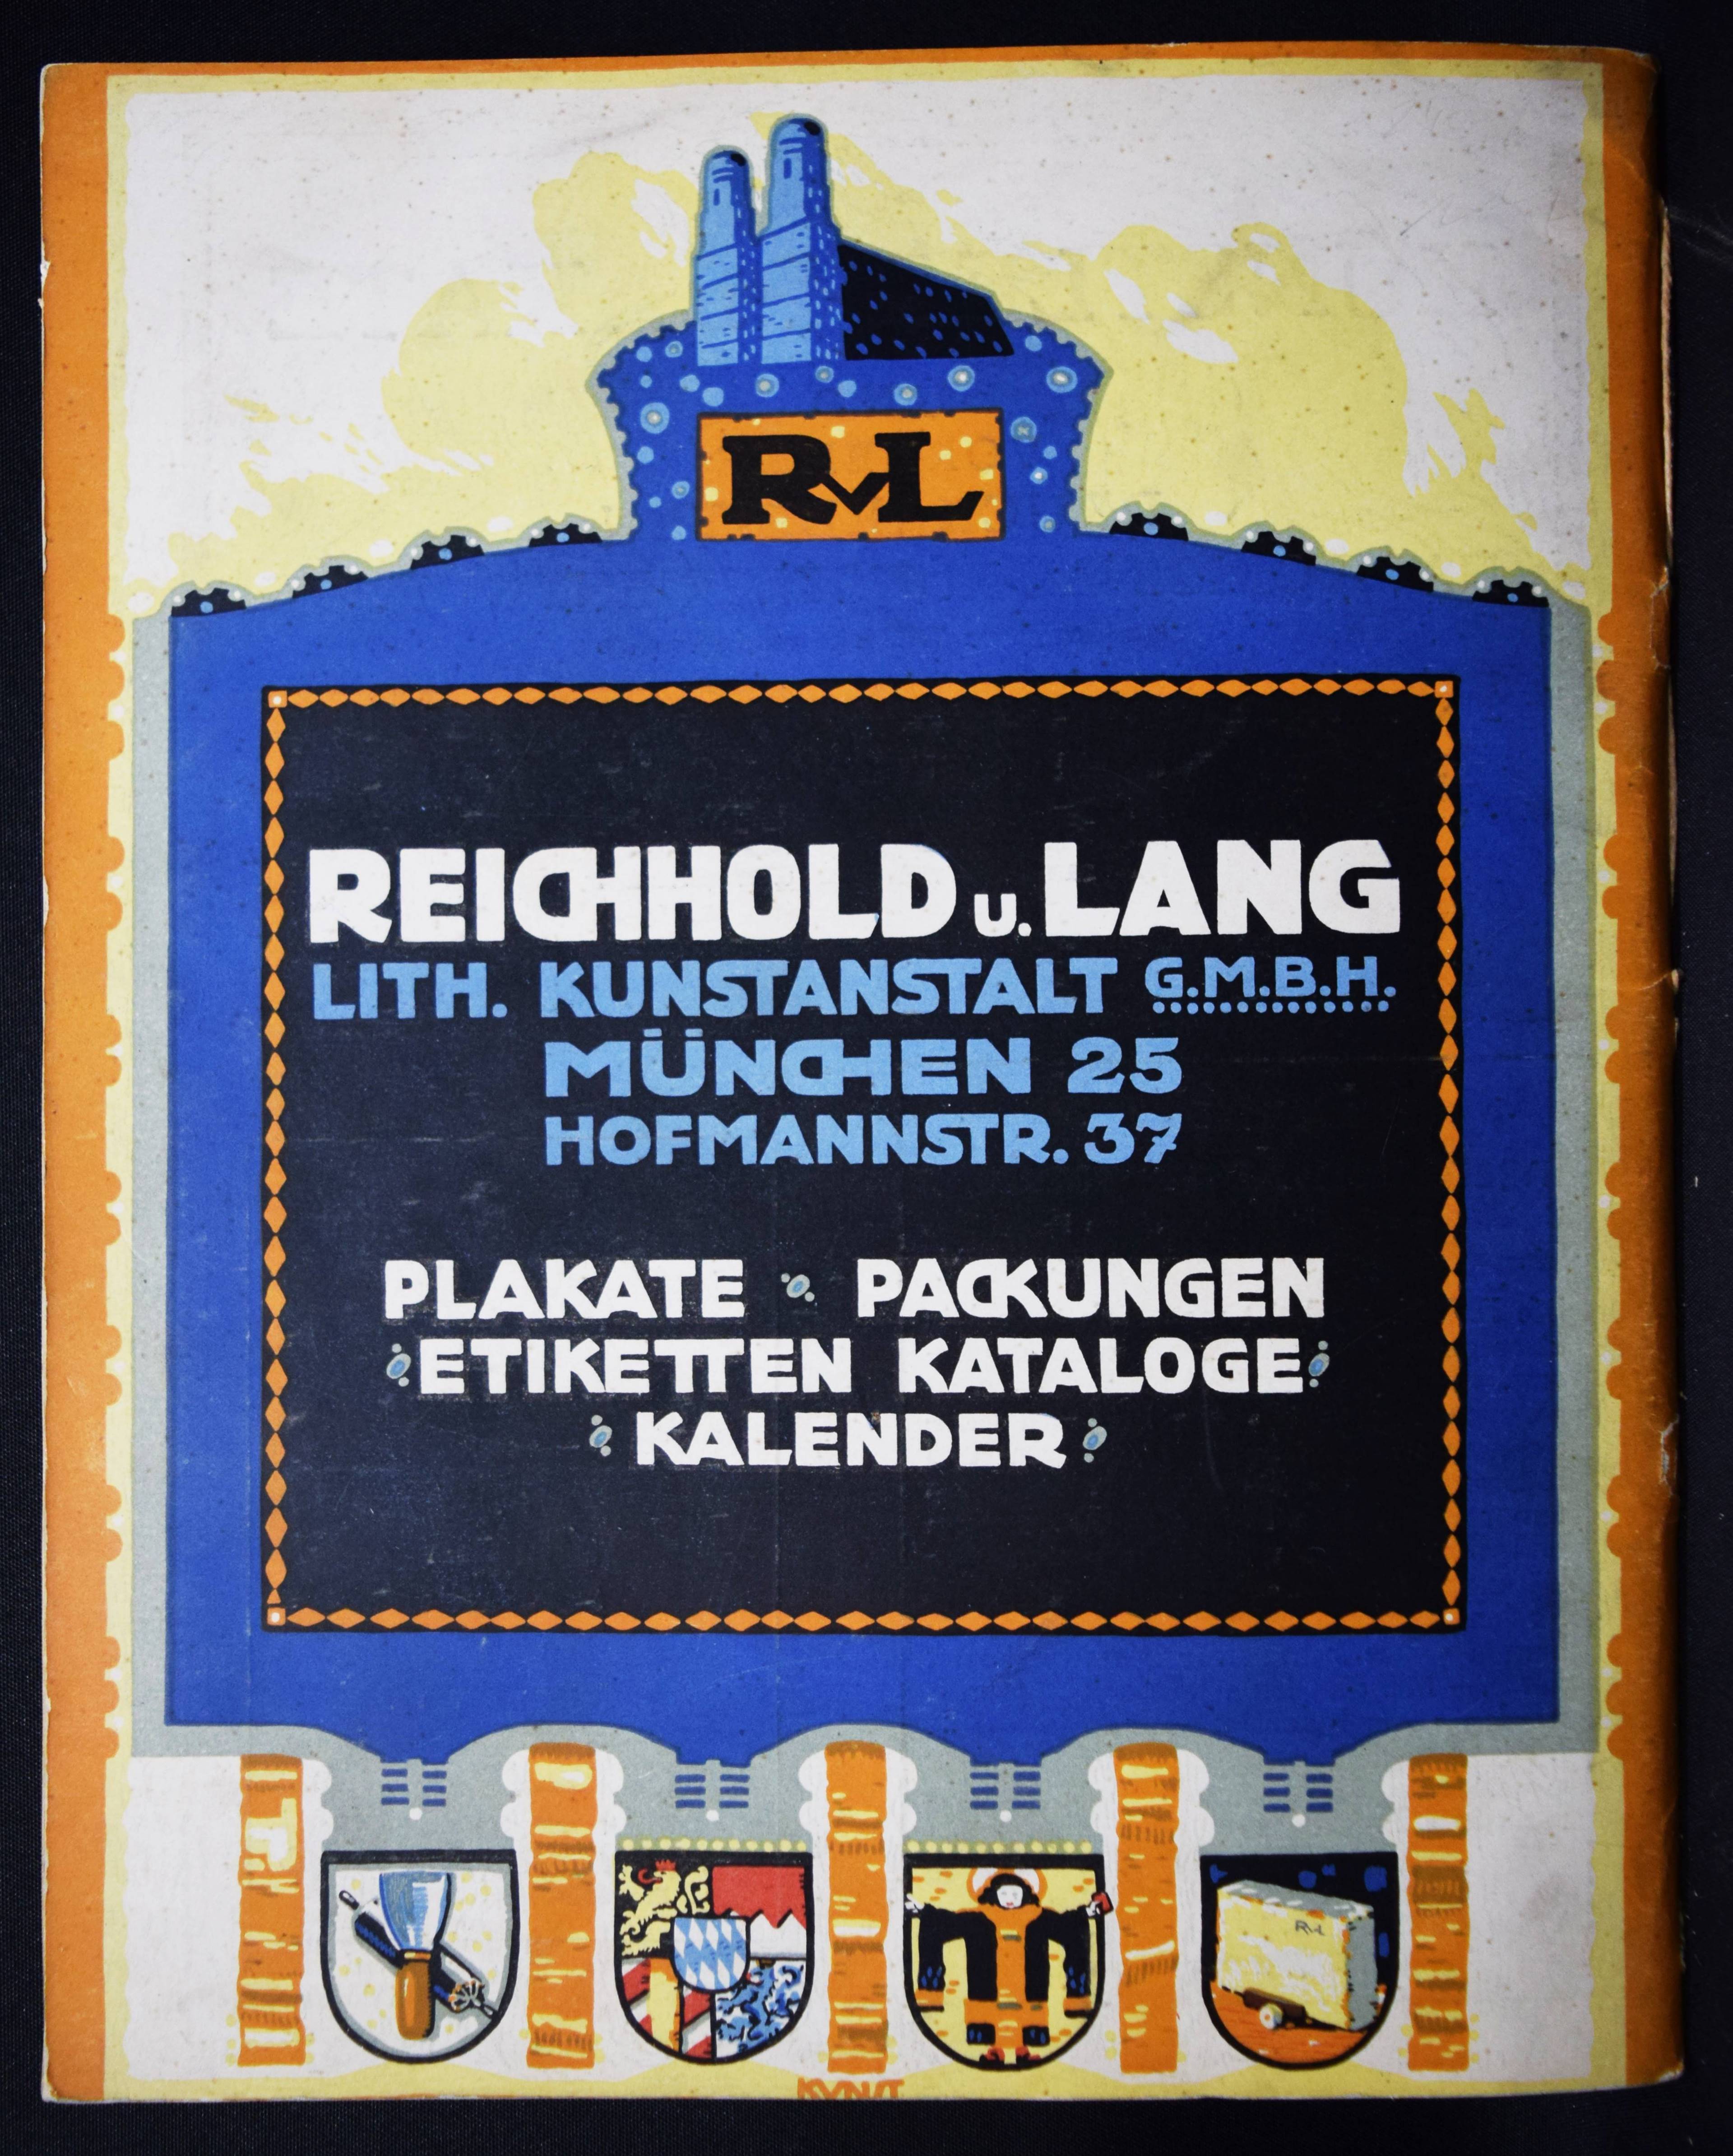 RvL
REICHHOLD u. LANG
LITH. KUNSTANSTALT G.M.B.H.
MÜNCHEN 25
HOFMANNSTR. 37
PLAKATE PACKUNGEN
ETIKETTEN KATALOGE
KALENDER
RvL